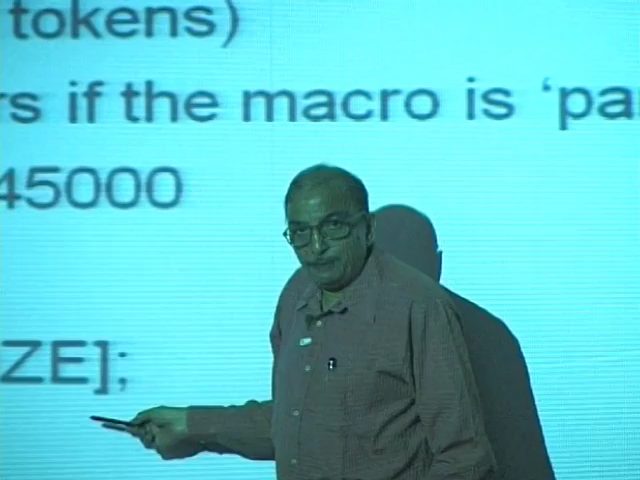 tokens)
rs if the macro is ‘pa
45000
ZE];